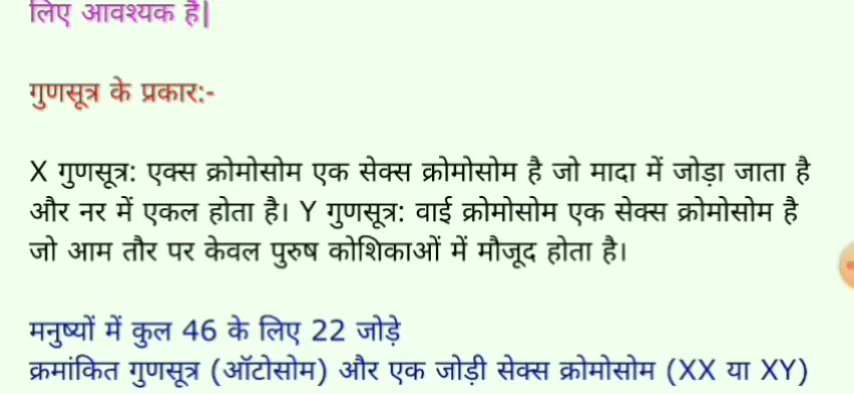 लिए आवश्यक है|
गुणसूत्र के प्रकार:-
X गुणसूत्र: एक्स क्रोमोसोम एक सेक्स क्रोमोसोम है जो मादा में जोड़ा जाता है
और नर में एकल होता है। Y गुणसूत्र: वाई क्रोमोसोम एक सेक्स क्रोमोसोम है
जो आम तौर पर केवल पुरुष कोशिकाओं में मौजूद होता है।
मनुष्यों में कुल 46 के लिए 22 जोड़े
क्रमांकित गुणसूत्र (ऑटोसोम) और एक जोड़ी सेक्स क्रोमोसोम (XX या XY)